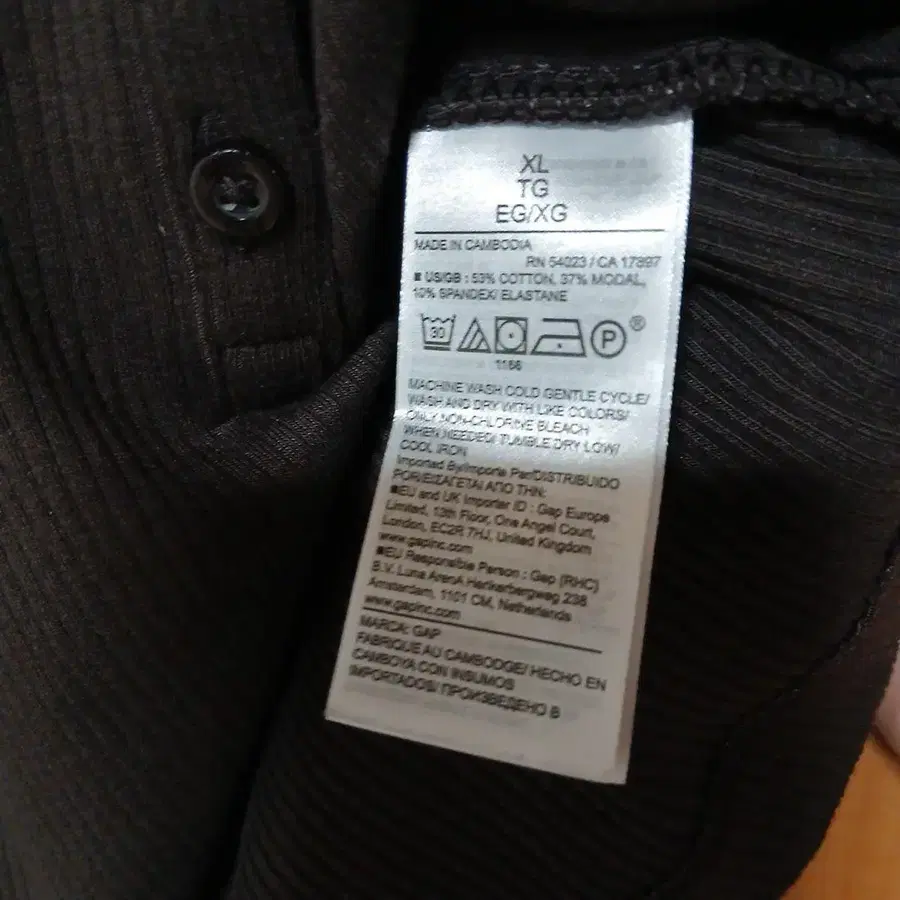 XL
TG
EG/XG
MADE IN CAMBODIA
RN 54023 / CA 17897
■ US/GB : 53% COTTON, 37% MODAL,
10% SPANDEX/ ELASTANE
30
P
®
1166
MACHINE WASH COLD GENTLE CYCLE/
WASH AND DRY WITH LIKE COLORS/
ONLY NON-CHLORINE BLEACH
WHEN NEEDED/ TUMBLE DRY LOW/
COOL IRON
Imported By/Importe Par/DISTRIBUIDO
POR/ΕΙΣΑΓΕΤΑΙ ΑΠΟ ΤΗΝ:
■EU and UK Importer ID : Gap Europe
Limited, 13th Floor, One Angel Court,
London, EC2R 7HJ, United Kingdom
www.gapinc.com
■EU Responsible Person : Gap (RHC)
B.V. Luna ArenA Herikerbergweg 238
Amsterdam, 1101 CM, Netherlands
www.gapinc.com
MARCA: GAP
FABRIQUE AU CAMBODGE/ HECHO EN
CAMBOYA CON INSUMOS
IMPORTADOS/ ПРОИЗВЕДЕНО В